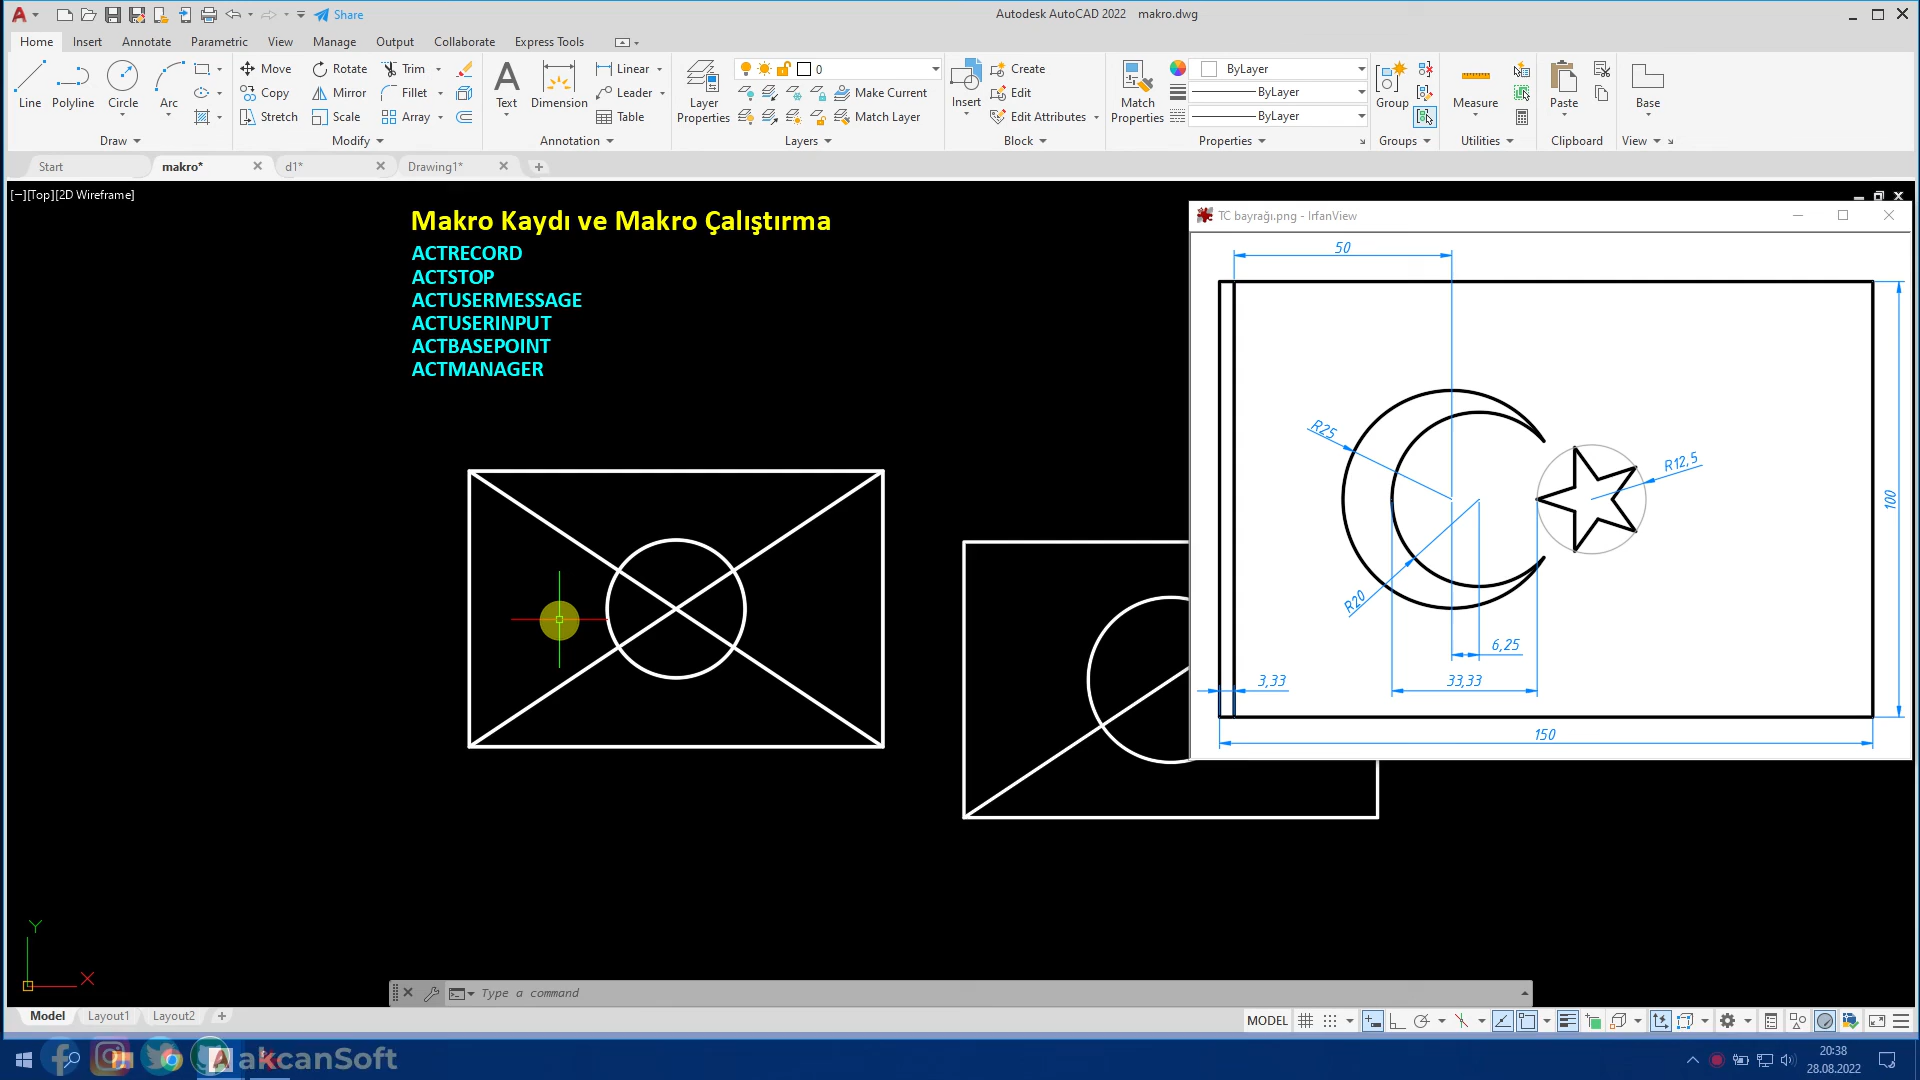 Share
Autodesk AutoCAD 2022 makro.dwg
Home Insert Annotate Parametric View Manage Output Collaborate Express Tools
Line Polyline Circle Arc
Move Rotate Trim
Copy Mirror Fillet
Stretch Scale Array
Text Dimension
Linear
Leader
Table
Layer Properties
0
Make Current
Match Layer
Insert
Create
Edit
Edit Attributes
Match Properties
ByLayer
ByLayer
ByLayer
Group
Measure
Paste
Base
Draw Modify Annotation Layers Block Properties Groups Utilities Clipboard View
Start makro* d1* Drawing1*
[−][Top][2D Wireframe]
Makro Kaydı ve Makro Çalıştırma
ACTRECORD
ACTSTOP
ACTUSERMESSAGE
ACTUSERINPUT
ACTBASEPOINT
ACTMANAGER
TC bayrağı.png - IrfanView
50
R25
R12,5
100
R20
6,25
3,33
33,33
150
Y
X
Type a command
Model Layout1 Layout2
MODEL
akcanSoft
20:38
28.08.2022